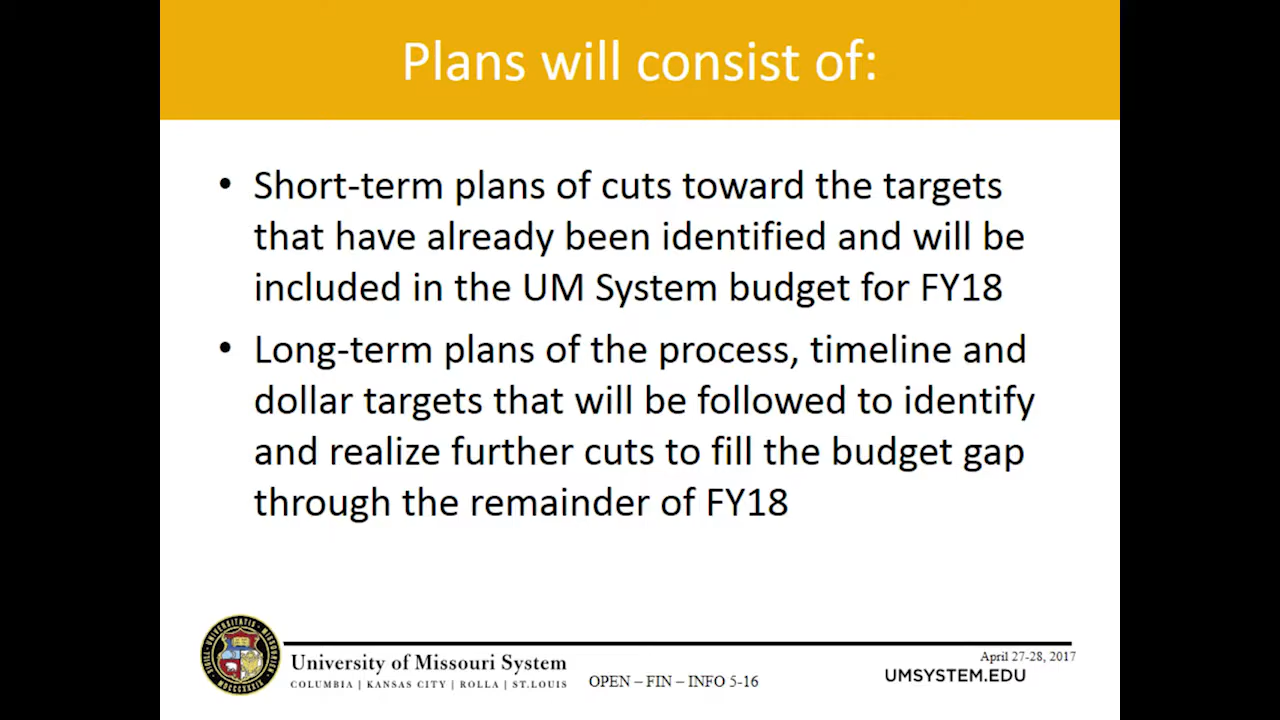 Plans will consist of:
• Short-term plans of cuts toward the targets
that have already been identified and will be
included in the UM System budget for FY18
• Long-term plans of the process, timeline and
dollar targets that will be followed to identify
and realize further cuts to fill the budget gap
through the remainder of FY18
University of Missouri System
COLUMBIA | KANSAS CITY | ROLLA | ST.LOUIS
OPEN – FIN – INFO 5-16
April 27-28, 2017
UMSYSTEM.EDU